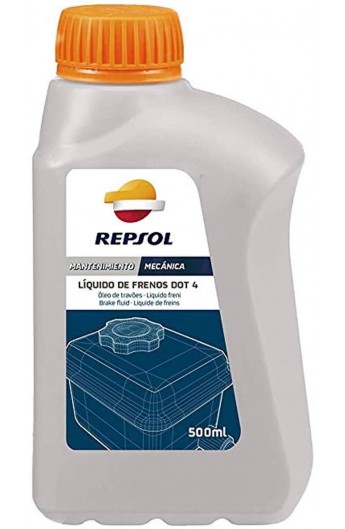 REPSOL
MANTENIMIENTO MECÁNICA
LÍQUIDO DE FRENOS DOT 4
Óleo de travões · Liquido freni
Brake fluid · Liquide de freins
500ml